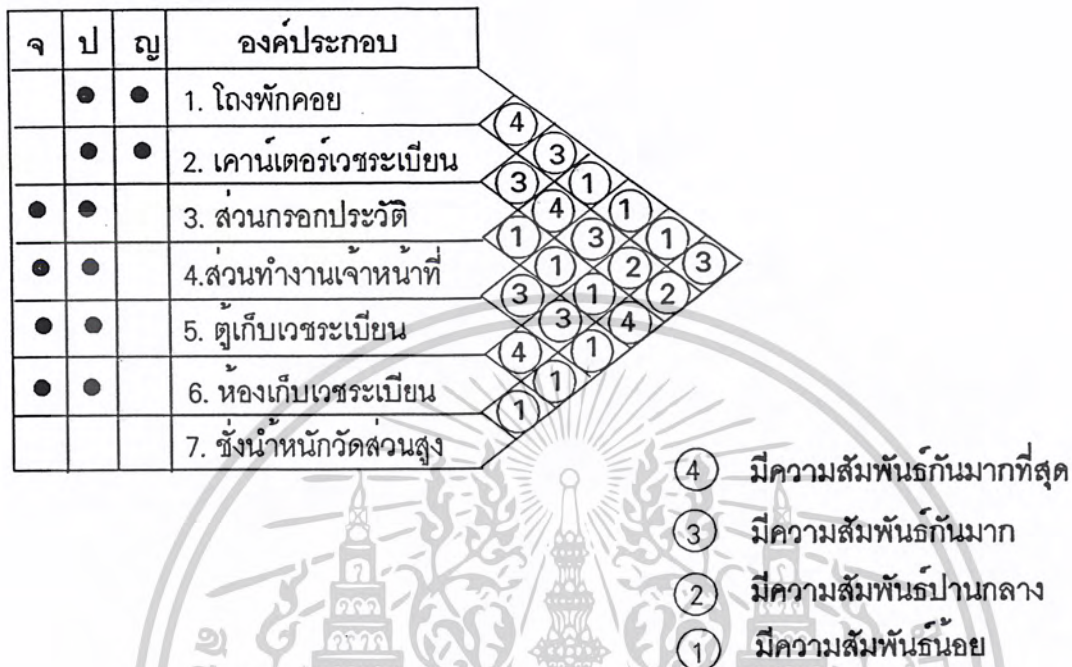 จ ป ญ องค์ประกอบ
● ● 1. โถงพักคอย
● ● 2. เคาน์เตอร์เวชระเบียน
● ● 3. ส่วนกรอกประวัติ
● ● 4.ส่วนทำงานเจ้าหน้าที่
● ● 5. ตู้เก็บเวชระเบียน
● ● 6. ห้องเก็บเวชระเบียน
7. ชั่งน้ำหนักวัดส่วนสูง
4
3
3 1
4 1
1 3 1
1 2 3
3 1 2
3 4
4 1
1
1
4 มีความสัมพันธ์กันมากที่สุด
3 มีความสัมพันธ์กันมาก
2 มีความสัมพันธ์ปานกลาง
1 มีความสัมพันธ์น้อย